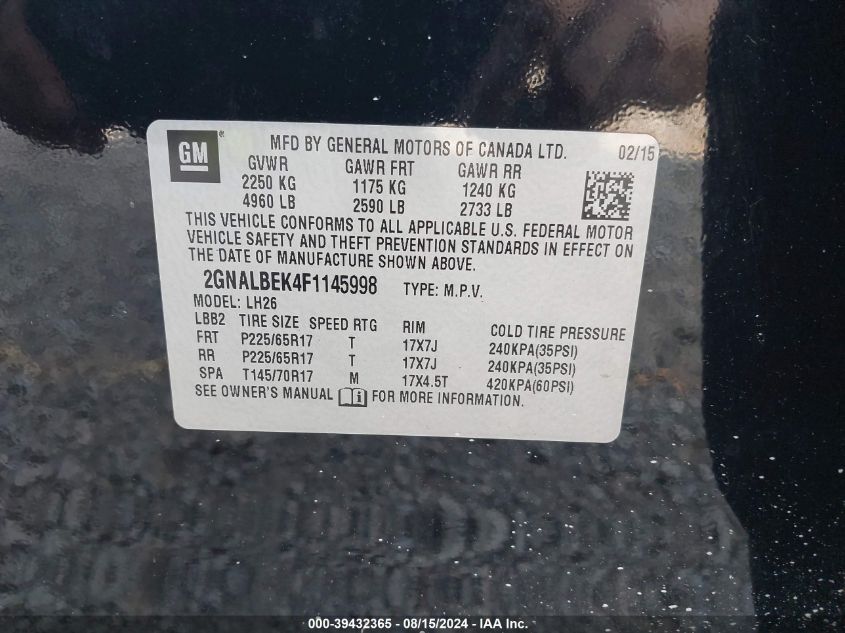 GM® MFD BY GENERAL MOTORS OF CANADA LTD. 02/15
GVWR GAWR FRT GAWR RR
2250 KG 1175 KG 1240 KG
4960 LB 2590 LB 2733 LB
THIS VEHICLE CONFORMS TO ALL APPLICABLE U.S. FEDERAL MOTOR
VEHICLE SAFETY AND THEFT PREVENTION STANDARDS IN EFFECT ON
THE DATE OF MANUFACTURE SHOWN ABOVE.
2GNALBEK4F1145998 TYPE: M.P.V.
MODEL: LH26
LBB2 TIRE SIZE SPEED RTG RIM COLD TIRE PRESSURE
FRT P225/65R17 T 17X7J 240KPA(35PSI)
RR P225/65R17 T 17X7J 240KPA(35PSI)
SPA T145/70R17 M 17X4.5T 420KPA(60PSI)
SEE OWNER'S MANUAL i FOR MORE INFORMATION.
000-39432365 - 08/15/2024 - IAA Inc.